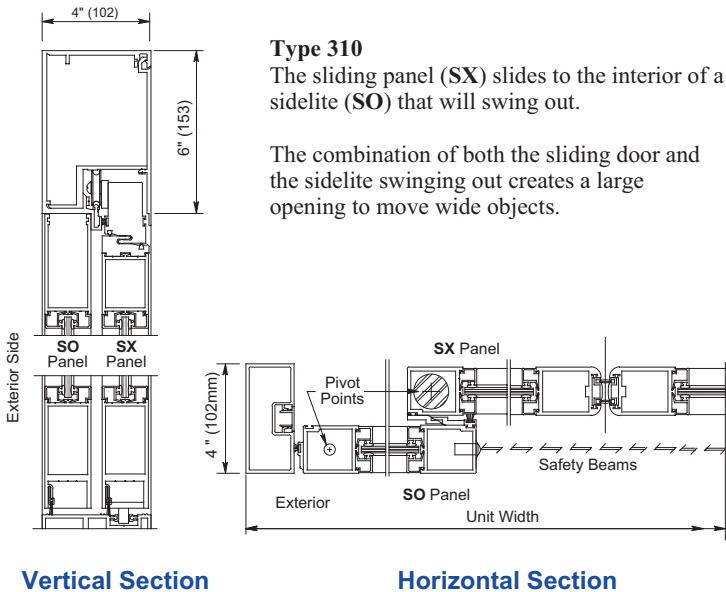 4" (102)
6" (153)
Type 310
The sliding panel (SX) slides to the interior of a
sidelite (SO) that will swing out.
The combination of both the sliding door and
the sidelite swinging out creates a large
opening to move wide objects.
Exterior Side
SO
Panel
SX
Panel
SX Panel
4 " (102mm)
Pivot
Points
Safety Beams
Exterior
SO Panel
Unit Width
Vertical Section
Horizontal Section